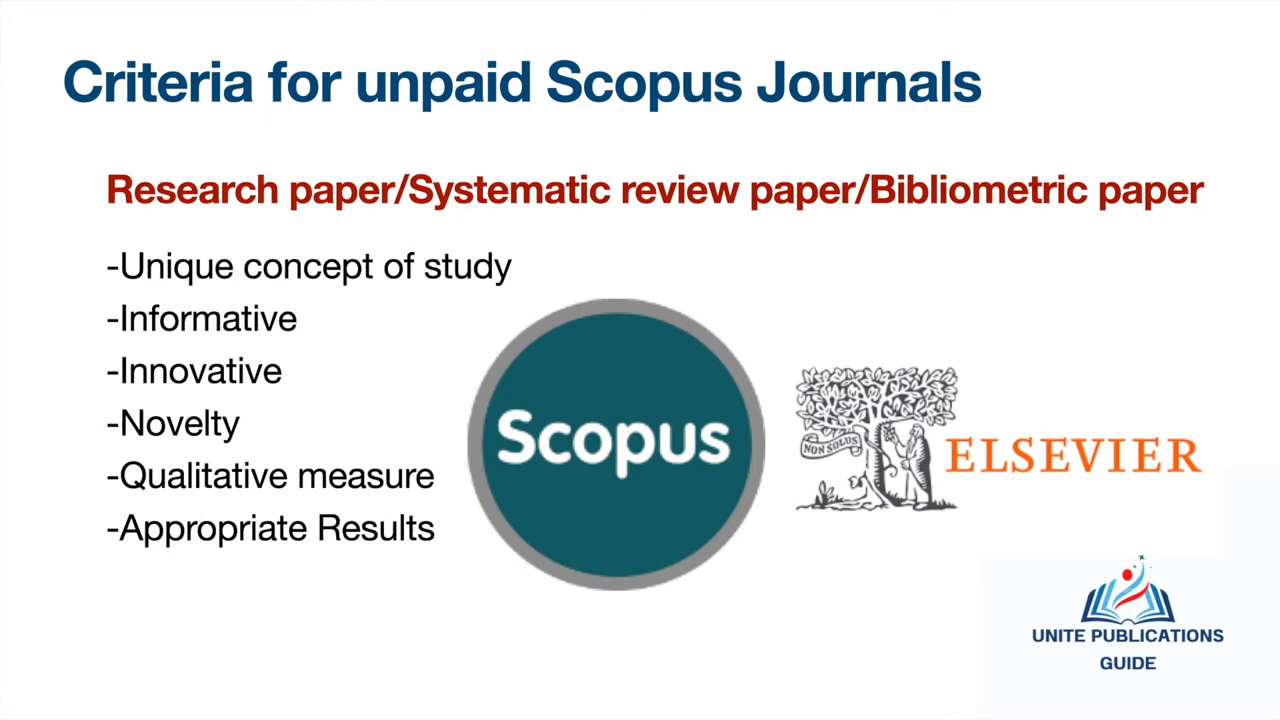 Criteria for unpaid Scopus Journals
Research paper/Systematic review paper/Bibliometric paper
-Unique concept of study
-Informative
-Innovative
-Novelty
-Qualitative measure
-Appropriate Results
Scopus
NON SOLUS
ELSEVIER
UNITE PUBLICATIONS
GUIDE